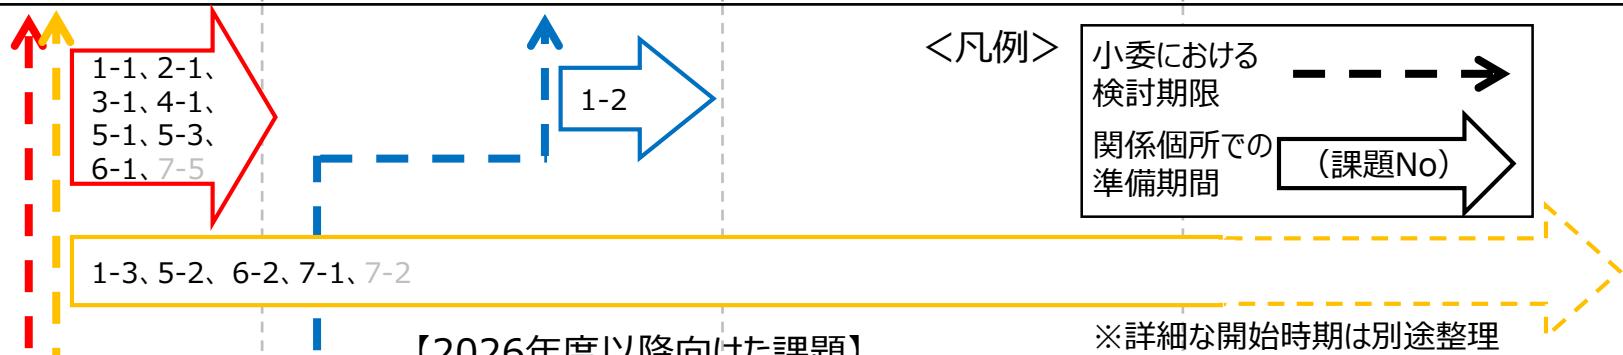 1-1、2-1、
3-1、4-1、
5-1、5-3、
6-1、7-5
1-2
＜凡例＞
小委における
検討期限
関係個所での
準備期間
（課題No）
1-3、5-2、6-2、7-1、7-2
※詳細な開始時期は別途整理
【2026年度以降向けた課題】